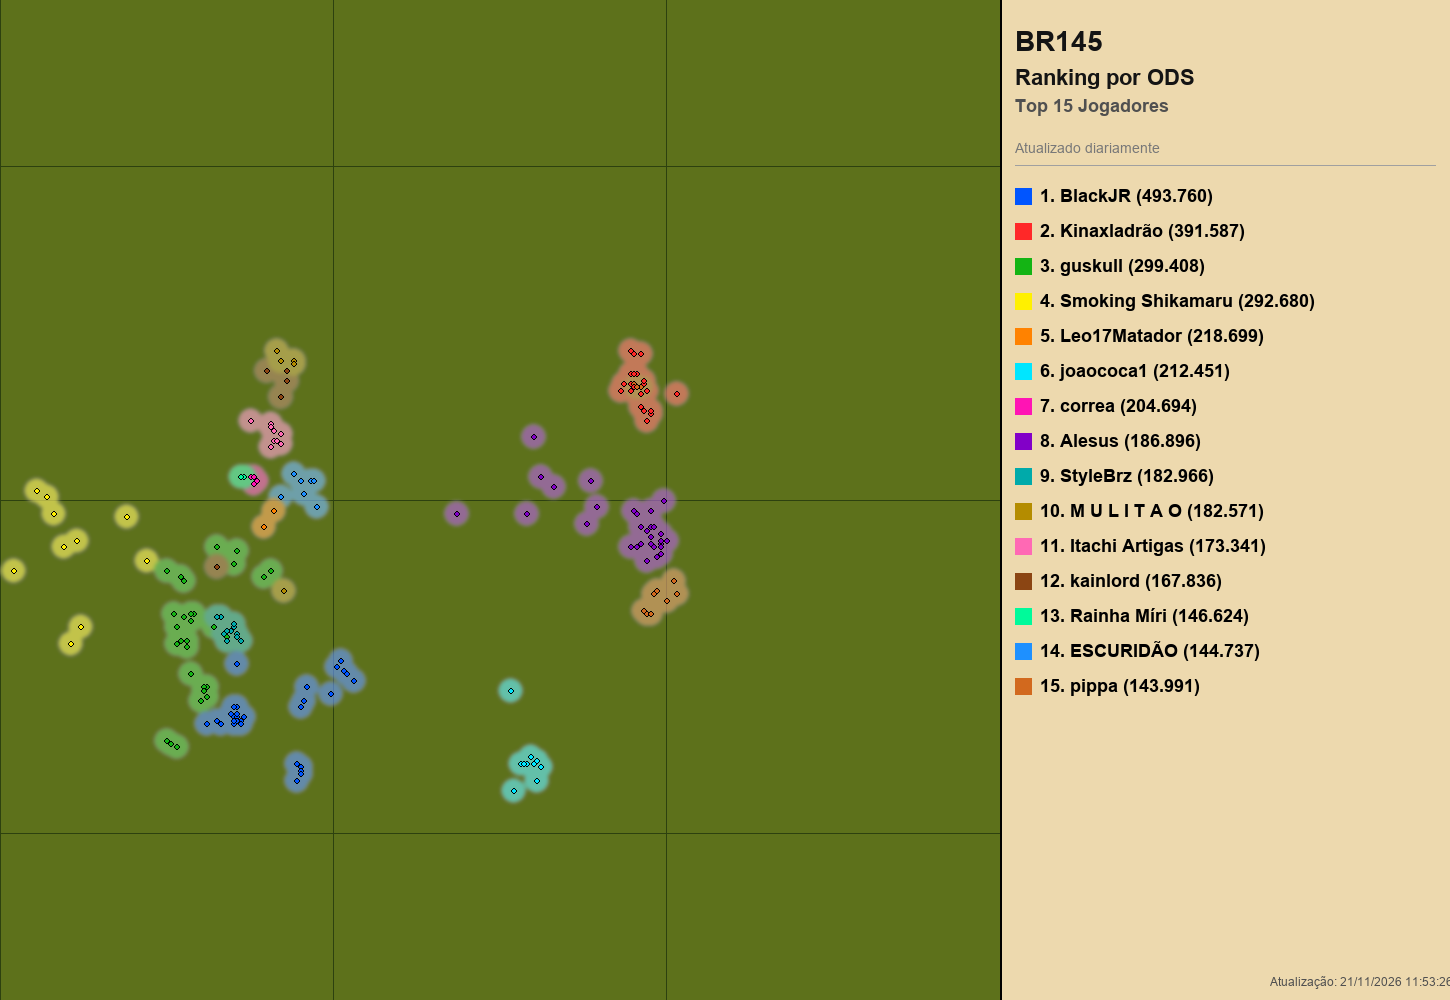 BR145
Ranking por ODS
Top 15 Jogadores
Atualizado diariamente
1. BlackJR (493.760)
2. Kinaxladrão (391.587)
3. guskull (299.408)
4. Smoking Shikamaru (292.680)
5. Leo17Matador (218.699)
6. joaococa1 (212.451)
7. correa (204.694)
8. Alesus (186.896)
9. StyleBrz (182.966)
10. M U L I T A O (182.571)
11. Itachi Artigas (173.341)
12. kainlord (167.836)
13. Rainha Míri (146.624)
14. ESCURIDÃO (144.737)
15. pippa (143.991)
Atualização: 21/11/2026 11:53:26